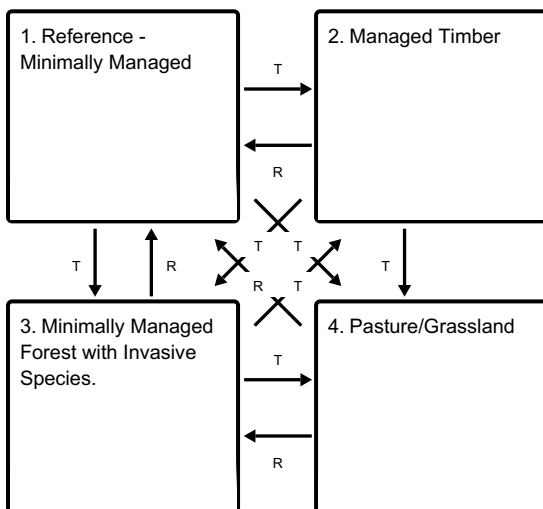 1. Reference -
Minimally Managed
2. Managed Timber
T
R
T
T
T
R
T
R
T
3. Minimally Managed
Forest with Invasive
Species.
4. Pasture/Grassland
T
R